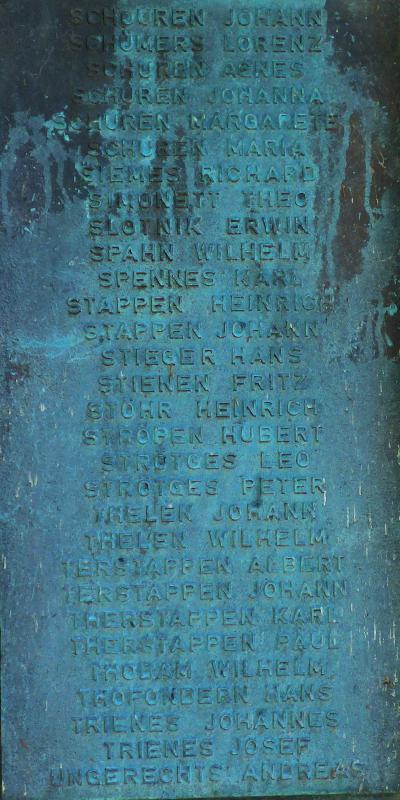 SCHUUREN JOHANN
SCHUMERS LORENZ
SCHÜREN AGNES
SCHÜREN JOHANNA
SCHÜREN MARGARETE
SCHÜREN MARIA
SIEMES RICHARD
SIMONETT THEO
SLOTNIK ERWIN
SPAHN WILHELM
SPENNES KARL
STAPPEN HEINRICH
STAPPEN JOHANN
STIEGER HANS
STIENEN FRITZ
STÖHR HEINRICH
STRÖPEN HUBERT
STRÖTGES LEO
STRÖTGES PETER
THELEN JOHANN
THELEN WILHELM
TERSTAPPEN ALBERT
TERSTAPPEN JOHANN
THERSTAPPEN KARL
THERSTAPPEN PAUL
THOBAM WILHELM
THOFONDERN HANS
TRIENES JOHANNES
TRIENES JOSEF
UNGERECHTS ANDREAS